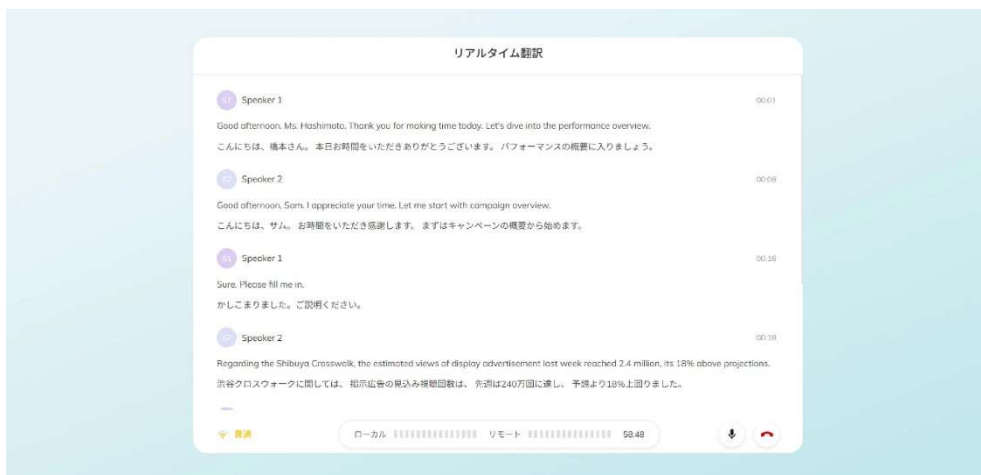 リアルタイム翻訳
S1 Speaker 1 00:01
Good afternoon, Ms. Hashimoto. Thank you for making time today. Let's dive into the performance overview.
こんにちは、橋本さん。 本日お時間をいただきありがとうございます。 パフォーマンスの概要に入りましょう。
S2 Speaker 2 00:08
Good afternoon, Sam. I appreciate your time. Let me start with campaign overview.
こんにちは、サム。 お時間をいただき感謝します。 まずはキャンペーンの概要から始めます。
S1 Speaker 1 00:16
Sure. Please fill me in.
かしこまりました。ご説明ください。
S2 Speaker 2 00:18
Regarding the Shibuya Crosswalk, the estimated views of display advertisement last week reached 2.4 million, its 18% above projections.
渋谷クロスウォークに関しては、 掲示広告の見込み視聴回数は、 先週は240万回に達し、 予想より18%上回りました。
普通 ローカル リモート 58:48